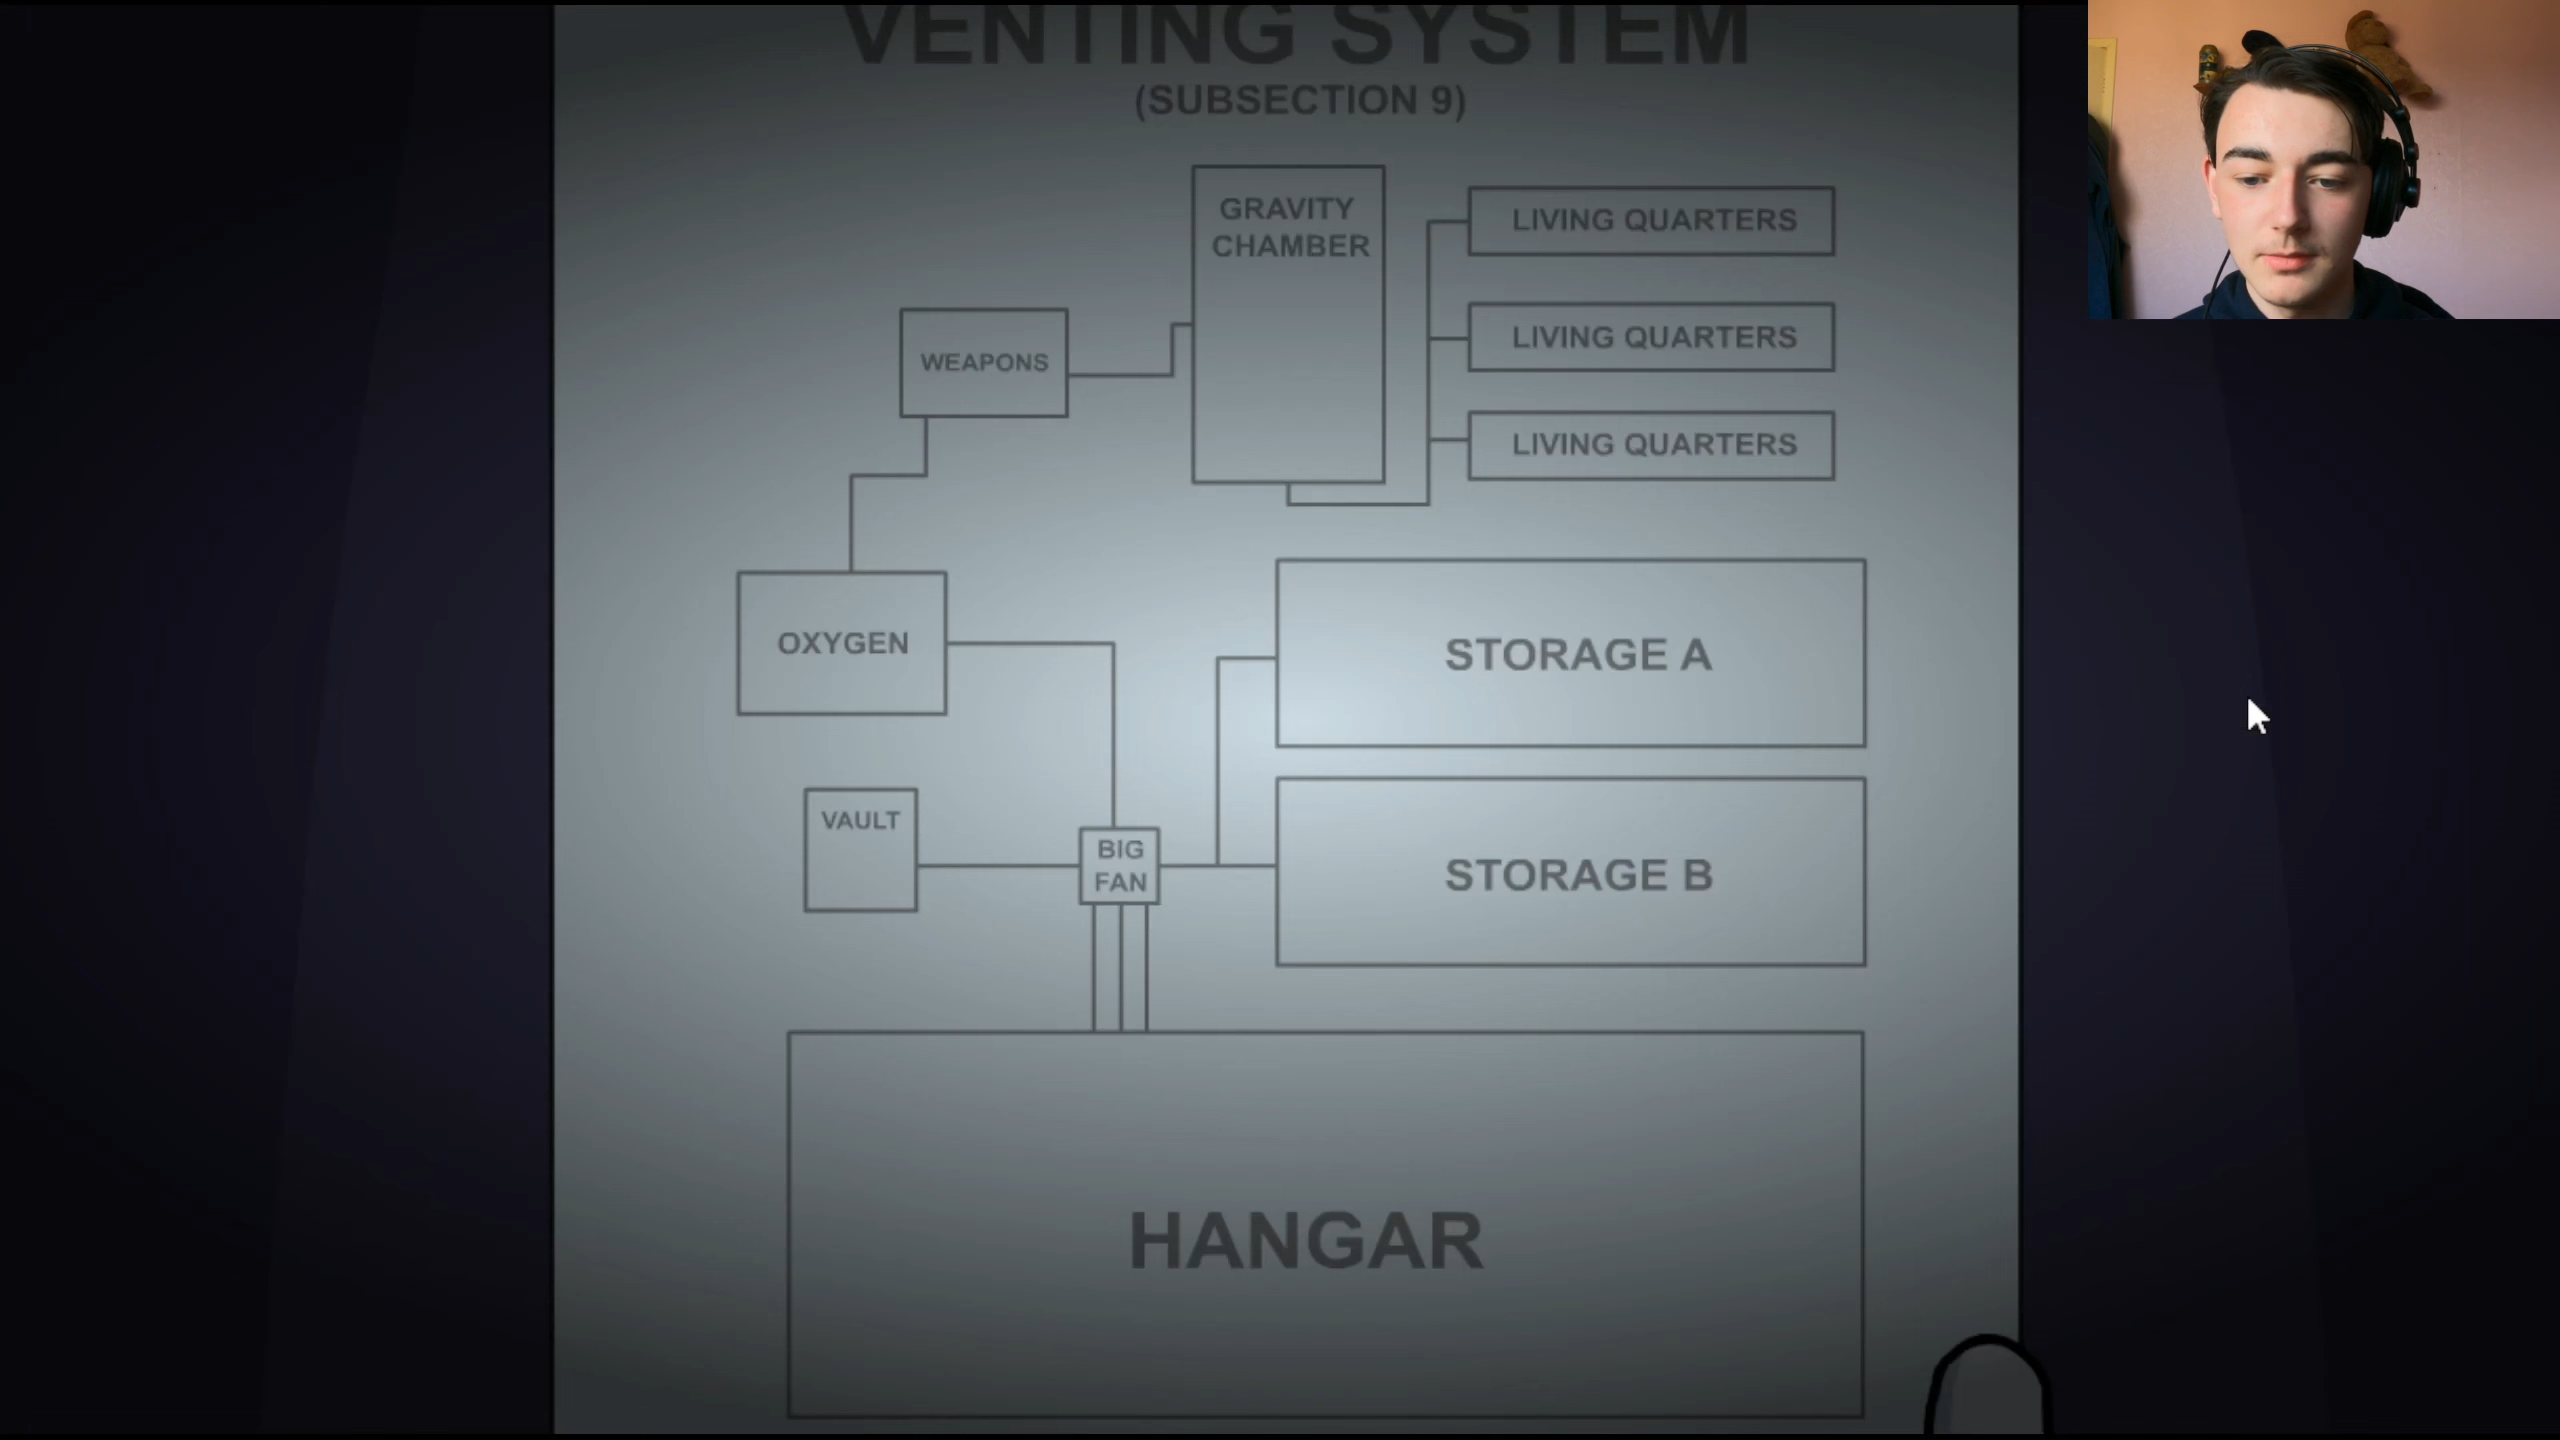 VENTING SYSTEM
(SUBSECTION 9)
GRAVITY
CHAMBER
LIVING QUARTERS
LIVING QUARTERS
WEAPONS
LIVING QUARTERS
OXYGEN
STORAGE A
VAULT
BIG
FAN
STORAGE B
HANGAR